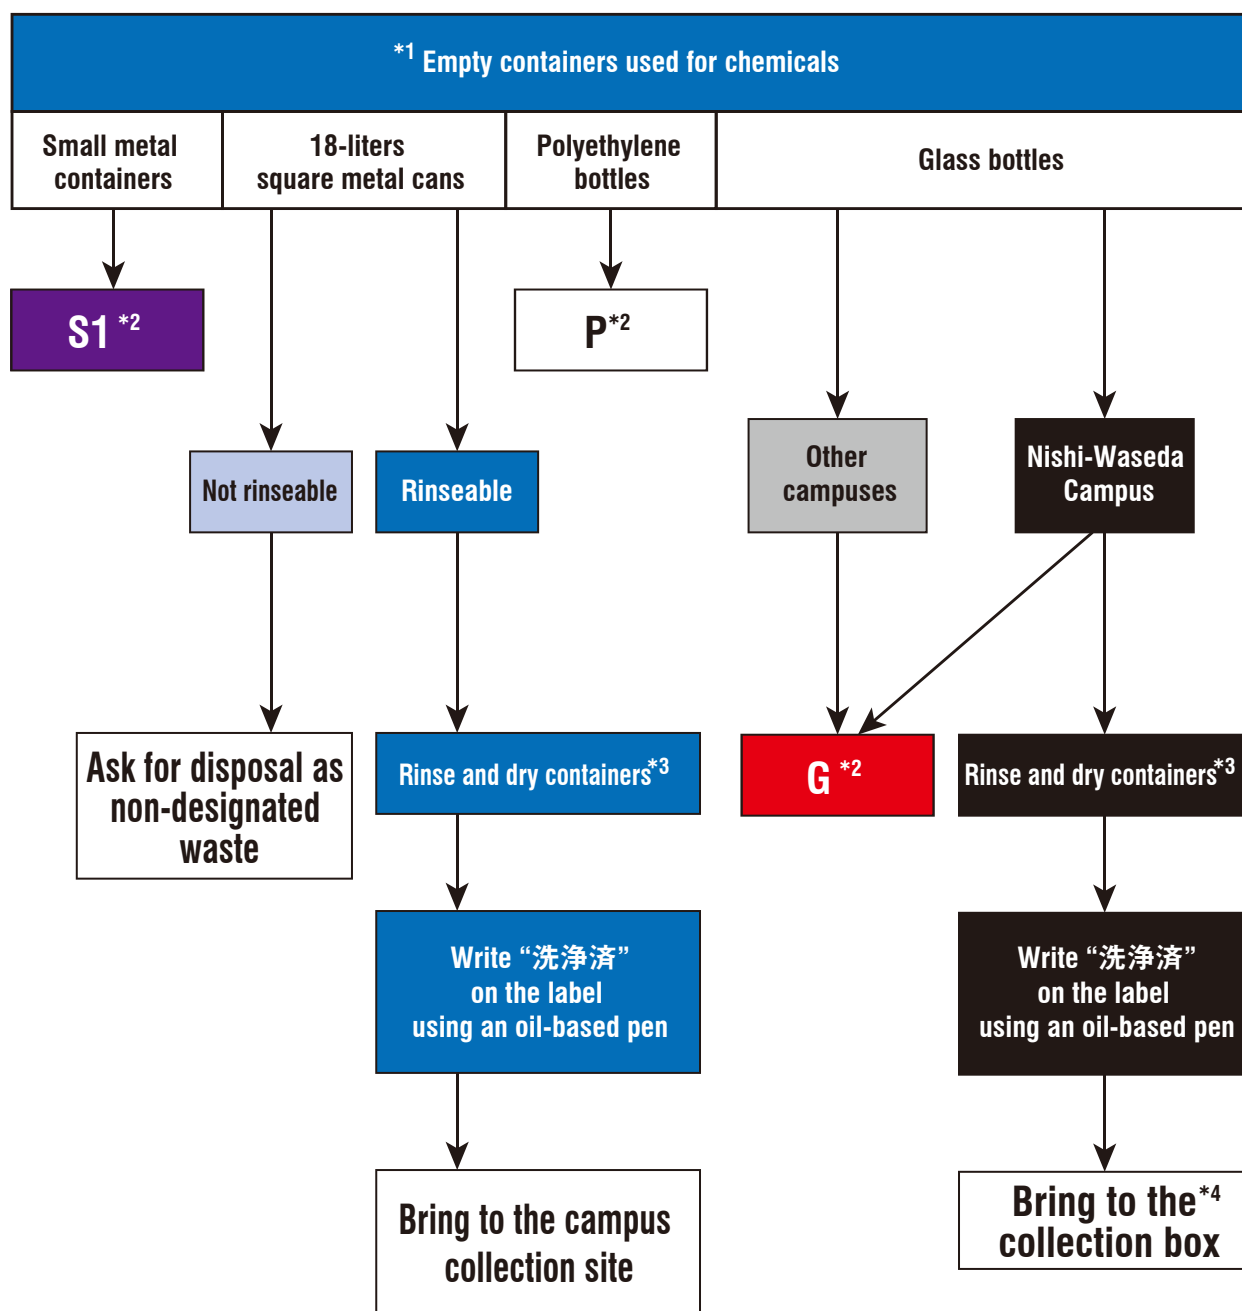 *1 Empty containers used for chemicals
Small metal
containers
18-liters
square metal cans
Polyethylene
bottles
Glass bottles
S1 *2
P*2
Other
campuses
Nishi-Waseda
Campus
Not rinseable
Rinseable
Ask for disposal as
non-designated
waste
Rinse and dry containers*3
G *2
Rinse and dry containers*3
Write “洗浄済”
on the label
using an oil-based pen
Write “洗浄済”
on the label
using an oil-based pen
Bring to the campus
collection site
Bring to the*4
collection box